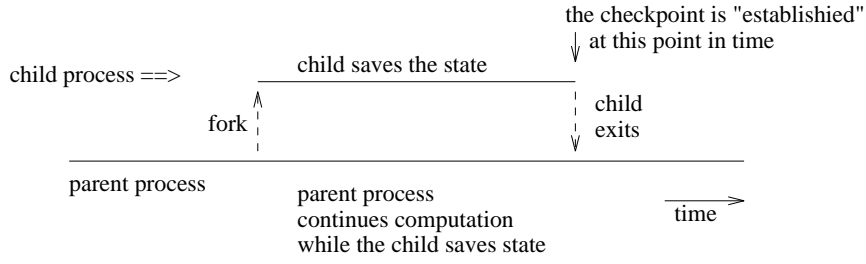 the checkpoint is "establishied"
at this point in time
child process ==>
child saves the state
fork
child
exits
parent process
parent process
continues computation
while the child saves state
time